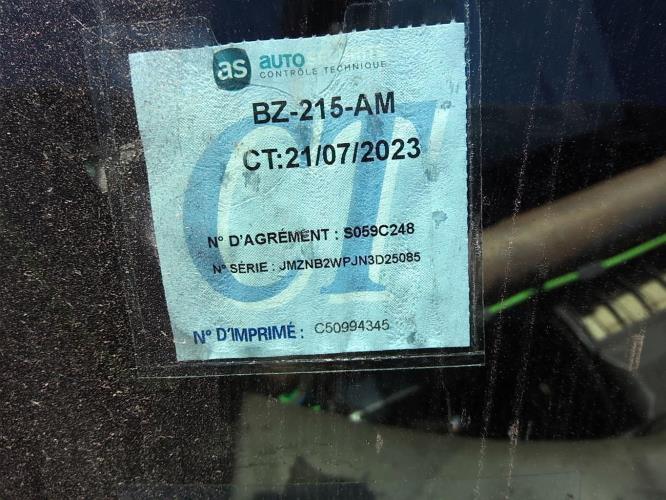 as AUTO
CONTRÔLE TECHNIQUE
BZ-215-AM
CT:21/07/2023
N° D'AGRÉMENT : S059C248
N° SÉRIE : JMZNB2WPJN3D25085
N° D'IMPRIMÉ : C50994345
CT